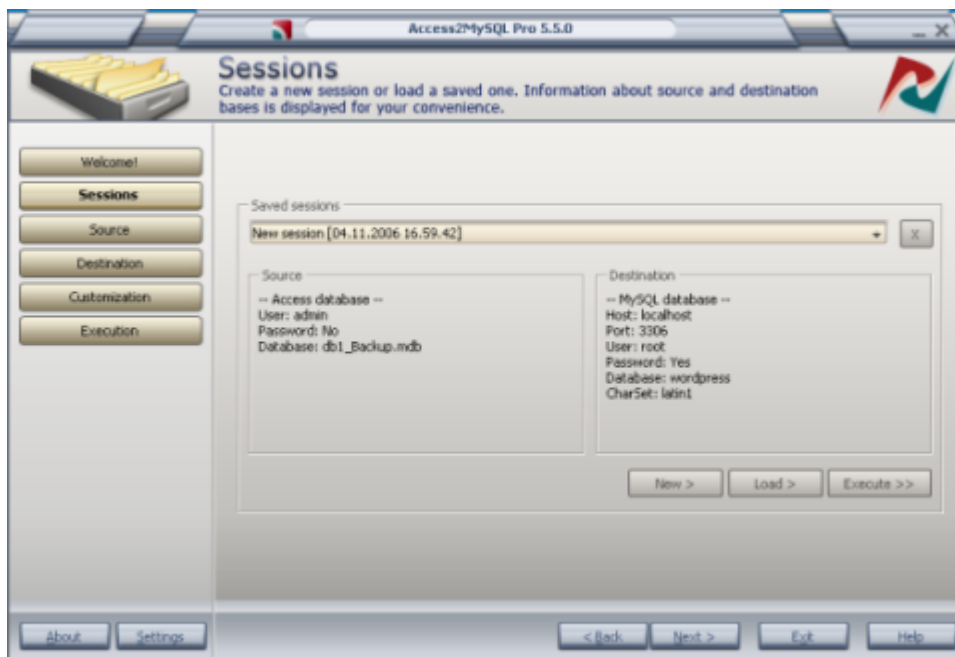 Access2MySQL Pro 5.5.0
Sessions
Create a new session or load a saved one. Information about source and destination
bases is displayed for your convenience.
Welcome!
Sessions
Source
Destination
Customization
Execution
Saved sessions
New session [04.11.2006 16.59.42]
X
Source
-- Access database --
User: admin
Password: No
Database: db1_Backup.mdb
Destination
-- MySQL database --
Host: localhost
Port: 3306
User: root
Password: Yes
Database: wordpress
CharSet: latin1
New >
Load >
Execute >>
About
Settings
< Back
Next >
Exit
Help